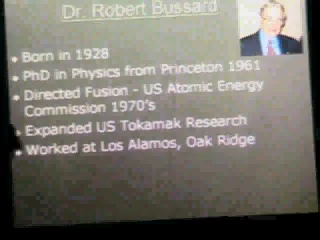 Dr. Robert Bussard
• Born in 1928
• PhD in Physics from Princeton 1961
• Directed Fusion - US Atomic Energy
Commission 1970's
• Expanded US Tokamak Research
• Worked at Los Alamos, Oak Ridge